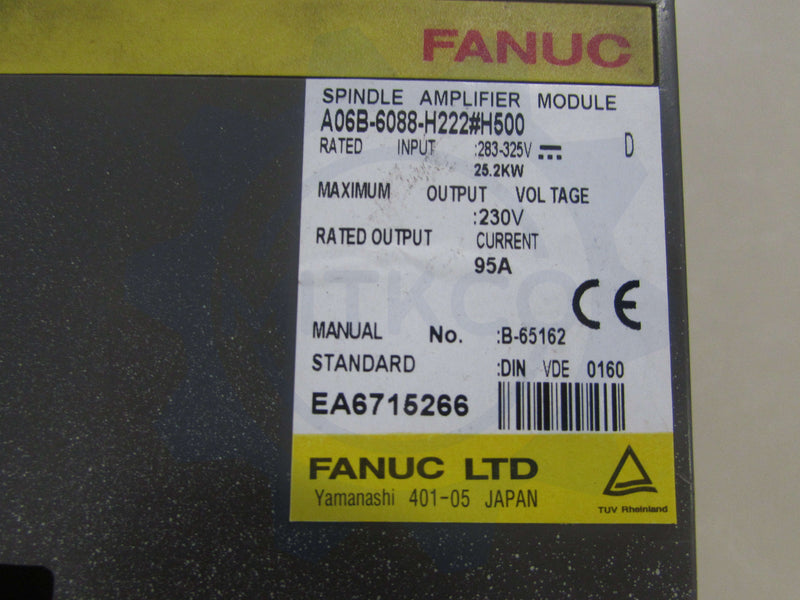 FANUC
SPINDLE AMPLIFIER MODULE
A06B-6088-H222#H500
RATED INPUT :283-325V D
25.2KW
MAXIMUM OUTPUT VOLTAGE
:230V
RATED OUTPUT CURRENT
95A
CE
MITKCO
MANUAL No. :B-65162
STANDARD :DIN VDE 0160
EA6715266
FANUC LTD
Yamanashi 401-05 JAPAN
TUV Rheinland